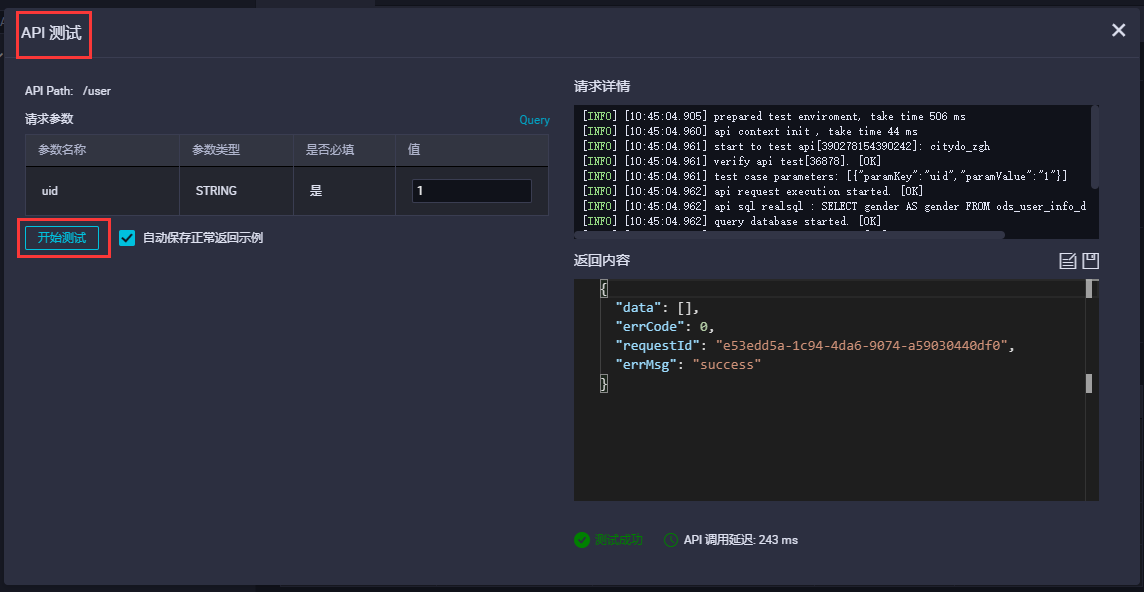 API 测试
API Path: /user
请求参数
Query
参数名称 参数类型 是否必填 值
uid STRING 是 1
开始测试 自动保存正常返回示例
请求详情
[INFO] [10:45:04.905] prepared test enviroment, take time 506 ms
[INFO] [10:45:04.960] api context init , take time 44 ms
[INFO] [10:45:04.961] start to test api[390278154390242]: citydo_zgh
[INFO] [10:45:04.961] verify api test[36878]. [OK]
[INFO] [10:45:04.961] test case parameters: [{"paramKey":"uid","paramValue":"1"}]
[INFO] [10:45:04.962] api request execution started. [OK]
[INFO] [10:45:04.962] api sql realsql : SELECT gender AS gender FROM ods_user_info_d
[INFO] [10:45:04.962] query database started. [OK]
返回内容
{
"data": [],
"errCode": 0,
"requestId": "e53edd5a-1c94-4da6-9074-a59030440df0",
"errMsg": "success"
}
测试成功 API 调用延迟: 243 ms